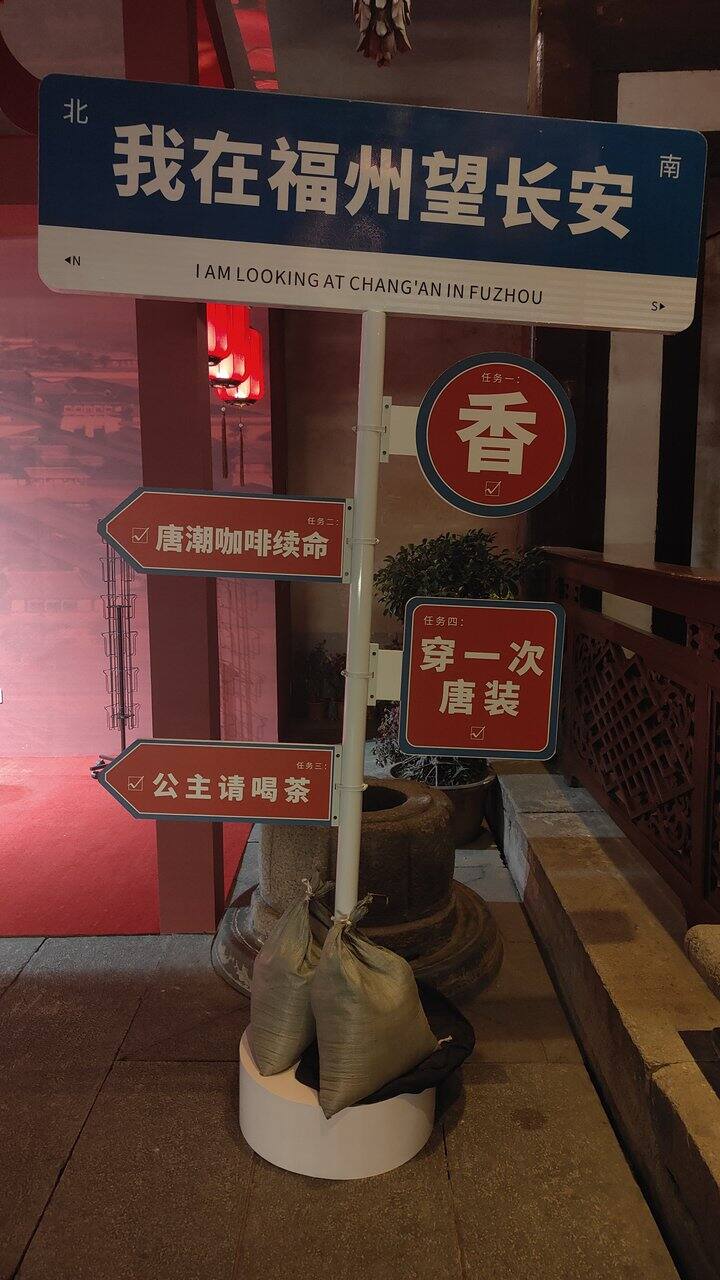 北
南
我在福州望长安
◀N
I AM LOOKING AT CHANG'AN IN FUZHOU
S▶
任务一：
香
任务二：
唐潮咖啡续命
任务四：
穿一次
唐装
任务三：
公主请喝茶